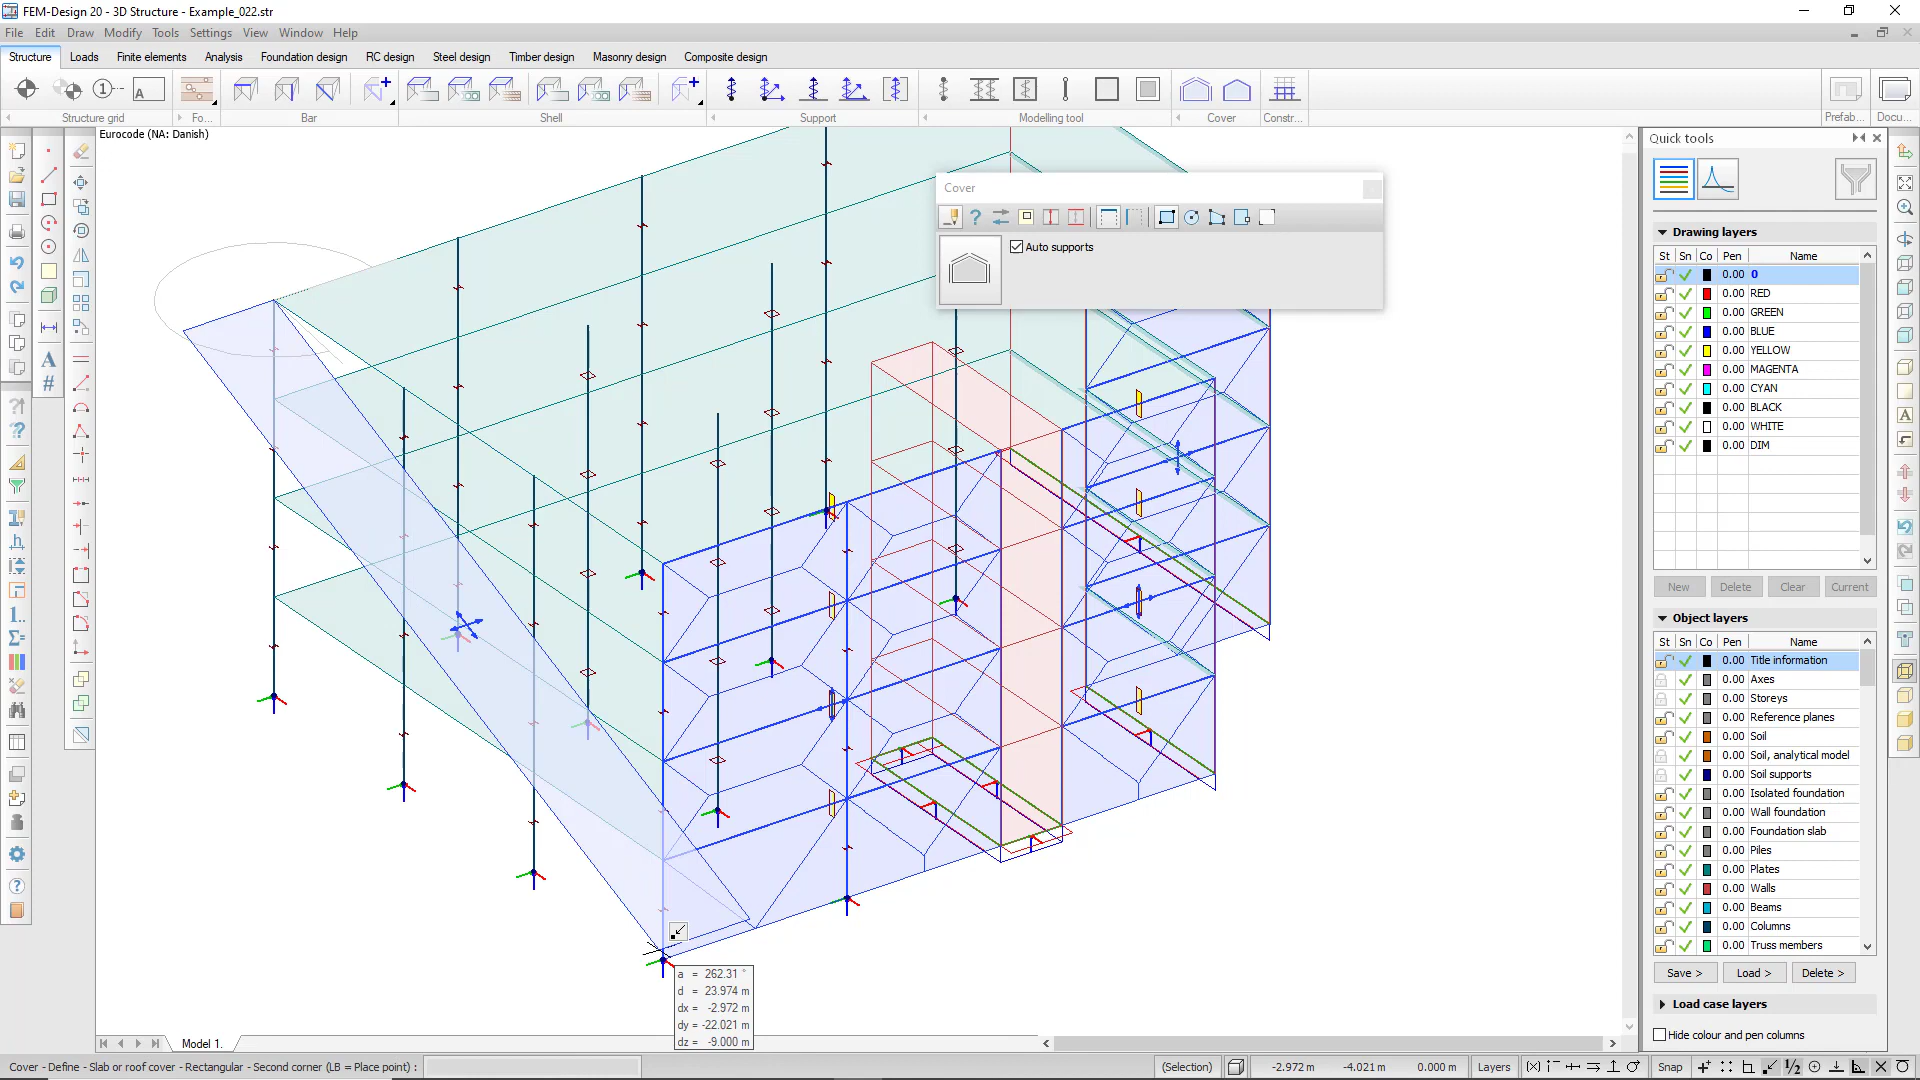 FEM-Design 20 - 3D Structure - Example_022.str
File Edit Draw Modify Tools Settings View Window Help
Structure Loads Finite elements Analysis Foundation design RC design Steel design Timber design Masonry design Composite design
Structure grid Fo... Bar Shell Support Modelling tool Cover Constr... Prefab... Docu...
Eurocode (NA: Danish)
Cover
Auto supports
a = 262.31 °
d = 23.974 m
dx = -2.972 m
dy = -22.021 m
dz = -9.000 m
Quick tools
Drawing layers
St Sn Co Pen Name
0.00 0
0.00 RED
0.00 GREEN
0.00 BLUE
0.00 YELLOW
0.00 MAGENTA
0.00 CYAN
0.00 BLACK
0.00 WHITE
0.00 DIM
New Delete Clear Current
Object layers
St Sn Co Pen Name
0.00 Title information
0.00 Axes
0.00 Storeys
0.00 Reference planes
0.00 Soil
0.00 Soil, analytical model
0.00 Soil supports
0.00 Isolated foundation
0.00 Wall foundation
0.00 Foundation slab
0.00 Piles
0.00 Plates
0.00 Walls
0.00 Beams
0.00 Columns
0.00 Truss members
Save > Load > Delete >
Load case layers
Hide colour and pen columns
Model 1.
Cover - Define - Slab or roof cover - Rectangular - Second corner (LB = Place point) :
(Selection) -2.972 m -4.021 m 0.000 m Layers Snap